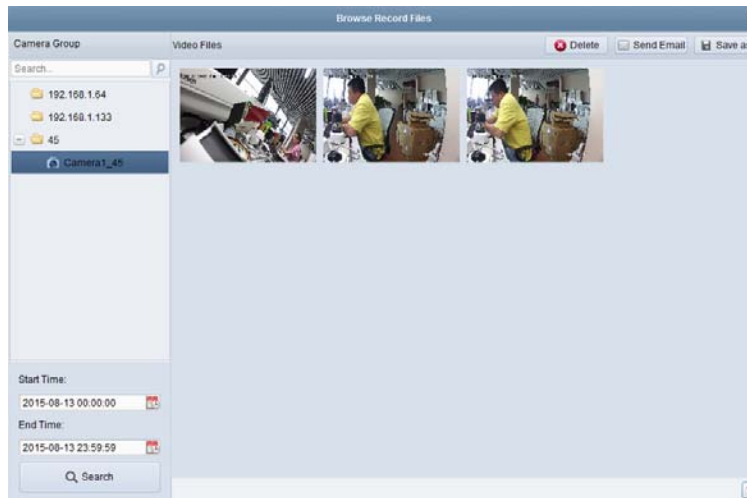 Browse Record Files
Camera Group
Video Files
Delete
Send Email
Save as
Search...
192.168.1.64
192.168.1.133
45
Camera1_45
Start Time:
2015-08-13 00:00:00
End Time:
2015-08-13 23:59:59
Search